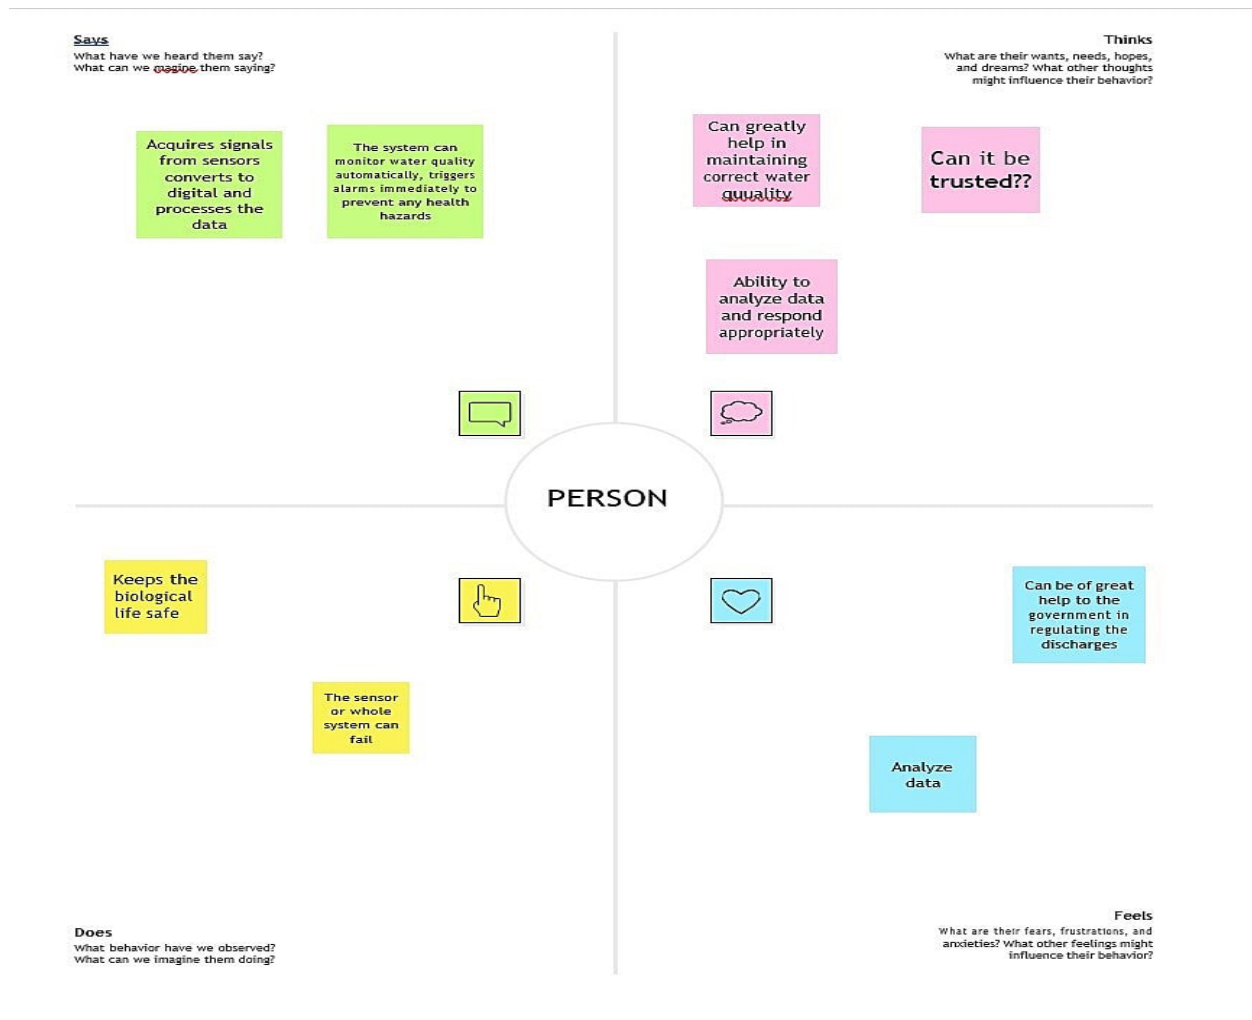 Says
What have we heard them say?
What can we magine them saying?
Acquires signals
from sensors
converts to
digital and
processes the
data
The system can
monitor water quality
automatically, triggers
alarms immediately to
prevent any health
hazards
Thinks
What are their wants, needs, hopes,
and dreams? What other thoughts
might influence their behavior?
Can greatly
help in
maintaining
correct water
quuality
Can it be
trusted??
Ability to
analyze data
and respond
appropriately
PERSON
Keeps the
biological
life safe
The sensor
or whole
system can
fail
Does
What behavior have we observed?
What can we imagine them doing?
Can be of great
help to the
government in
regulating the
discharges
Analyze
data
Feels
What are their fears, frustrations, and
anxieties? What other feelings might
influence their behavior?